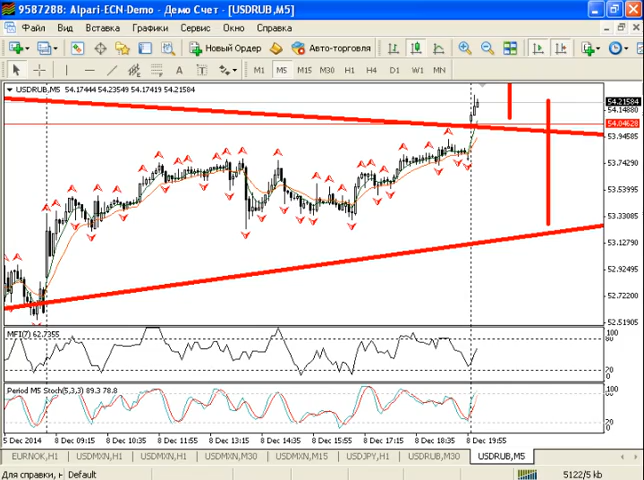 9587288: Alpari-ECN-Demo - Демо Счет - [USDRUB,M5]
Файл Вид Вставка Графики Сервис Окно Справка
Новый Ордер Авто-торговля
A M1 M5 M15 M30 H1 H4 D1 W1 MN
USDRUB,M5 54.17444 54.23549 54.17419 54.21584
54.21584
54.14880
54.04628
53.94585
53.74290
53.53995
53.33085
53.12790
52.92495
52.72200
52.51905
MFI(7) 62.7355
80
20
0
Period M5 Stoch(5,3,3) 89.3 78.8
80
20
5 Dec 2014 8 Dec 09:15 8 Dec 10:35 8 Dec 11:55 8 Dec 13:15 8 Dec 14:35 8 Dec 15:55 8 Dec 17:15 8 Dec 18:35 8 Dec 19:55
EURNOK,H1 USDMXN,H1 USDMXN,H1 USDMXN,M30 USDMXN,M15 USDJPY,H1 USDRUB,M30 USDRUB,M5
Для справки, н Default 5122/5 kb